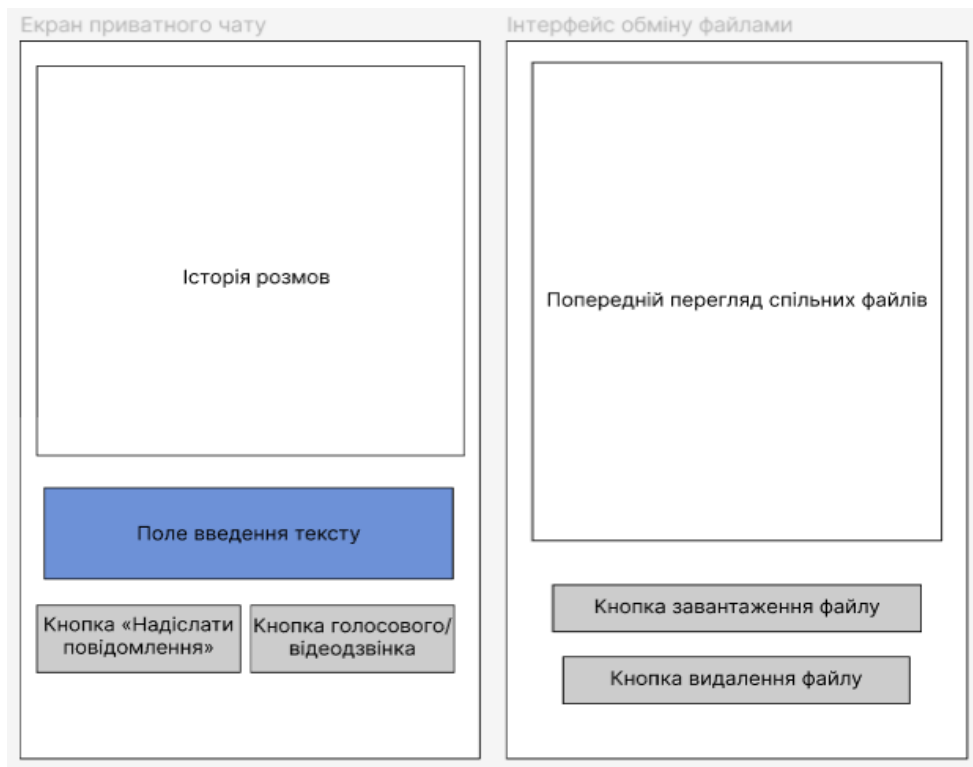 Екран приватного чату
Історія розмов
Поле введення тексту
Кнопка «Надіслати
повідомлення»
Кнопка голосового/
відеодзвінка
Інтерфейс обміну файлами
Попередній перегляд спільних файлів
Кнопка завантаження файлу
Кнопка видалення файлу